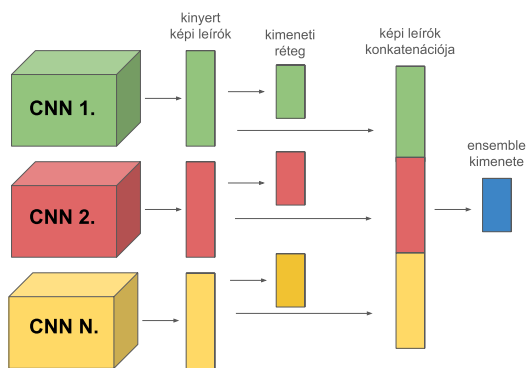 kinyert
képi leírók
kimeneti
réteg
képi leírók
konkatenációja
CNN 1.
ensemble
kimenete
CNN 2.
CNN N.